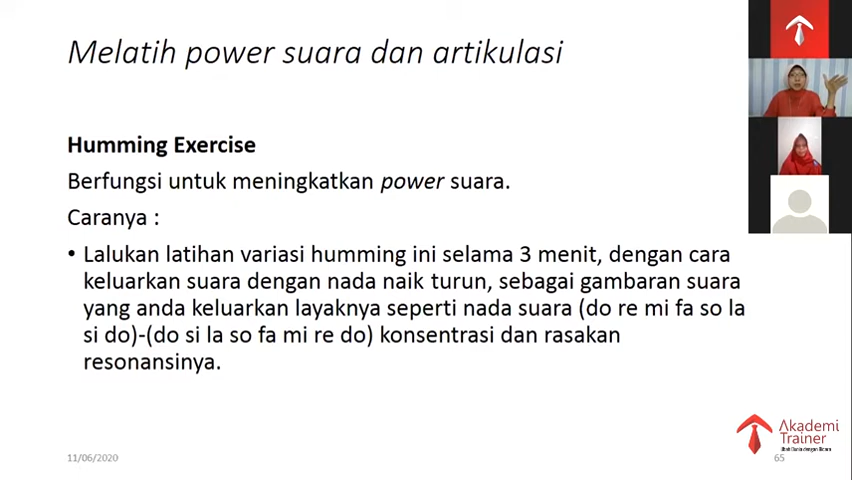 Melatih power suara dan artikulasi
Humming Exercise
Berfungsi untuk meningkatkan power suara.
Caranya :
• Lalukan latihan variasi humming ini selama 3 menit, dengan cara
keluarkan suara dengan nada naik turun, sebagai gambaran suara
yang anda keluarkan layaknya seperti nada suara (do re mi fa so la
si do)-(do si la so fa mi re do) konsentrasi dan rasakan
resonansinya.
Akademi
Trainer
11/06/2020
65